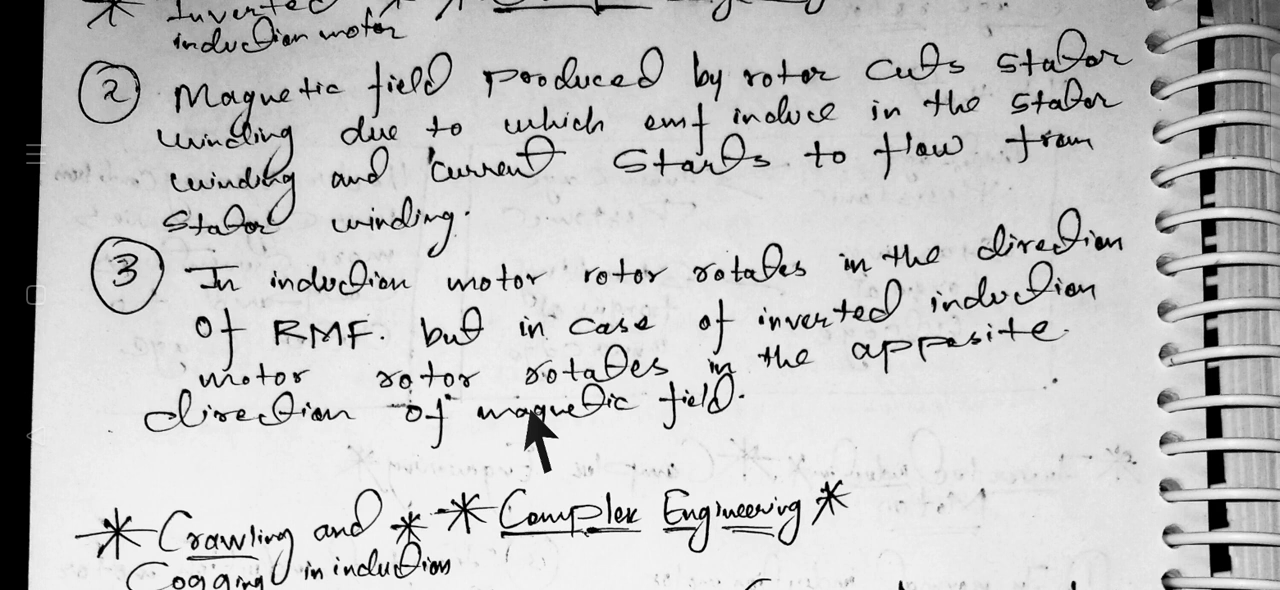 * Inverted * * Complex Engineering
induction motor
2 Magnetic field produced by rotor cuts stator
winding due to which emf induce in the stator
winding and current starts to flow from
stator winding.
3 In induction motor rotor rotates in the direction
of RMF. but in case of inverted induction
motor rotor rotates in the apposite
direction of magnetic field.
* Crawling and * * Complex Engineering *
Cogging in induction